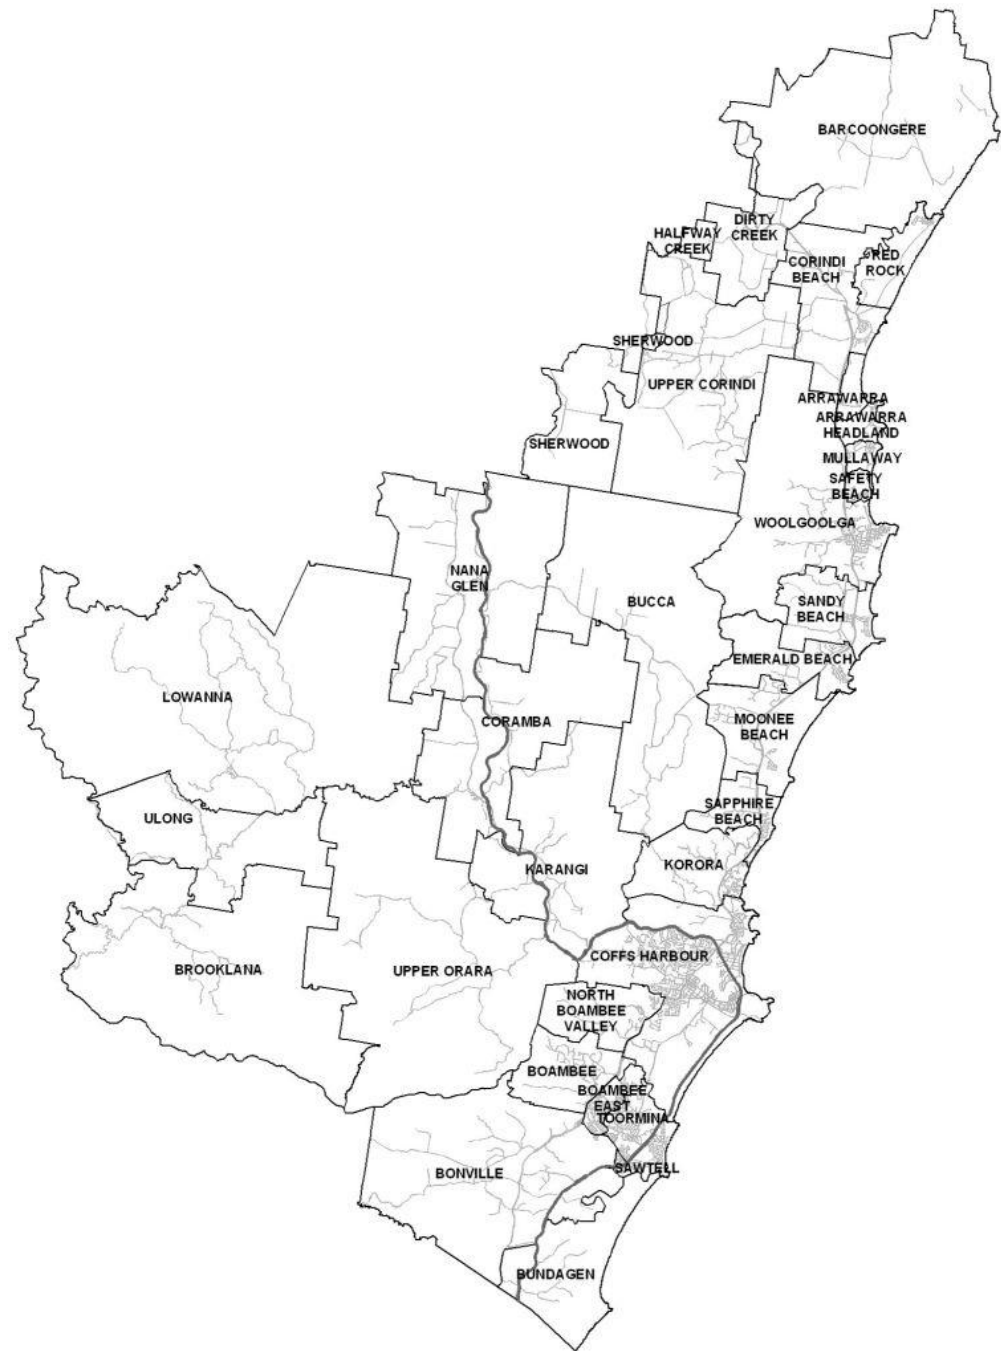 BARCOONGERE
DIRTY
CREEK
HALFWAY
CREEK
RED
ROCK
CORINDI
BEACH
SHERWOOD
UPPER CORINDI
ARRAWARRA
ARRAWARRA
HEADLAND
SHERWOOD
MULLAWAY
SAFETY
BEACH
WOOLGOOLGA
NANA
GLEN
BUCCA
SANDY
BEACH
EMERALD BEACH
LOWANNA
CORAMBA
MOONEE
BEACH
SAPPHIRE
BEACH
ULONG
KARANGI
KORORA
COFFS HARBOUR
BROOKLANA
UPPER ORARA
NORTH
BOAMBEE
VALLEY
BOAMBEE
BOAMBEE
EAST
TOORMINA
SAWTELL
BONVILLE
BUNDAGEN